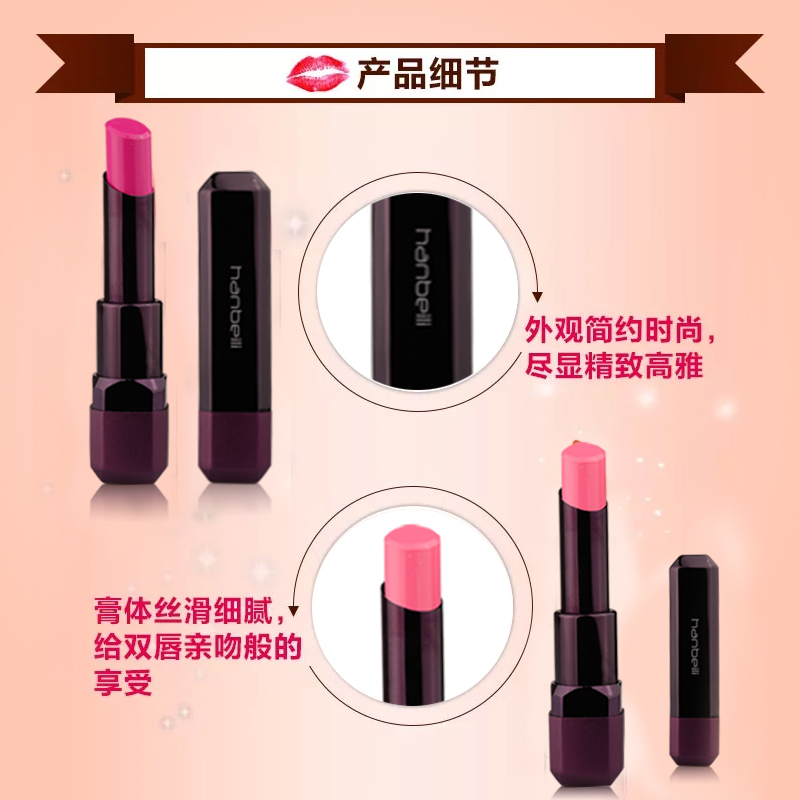 产品细节
hanbeili
hanbeili
外观简约时尚，
尽显精致高雅
膏体丝滑细腻，
给双唇亲吻般的
享受
hanbeili